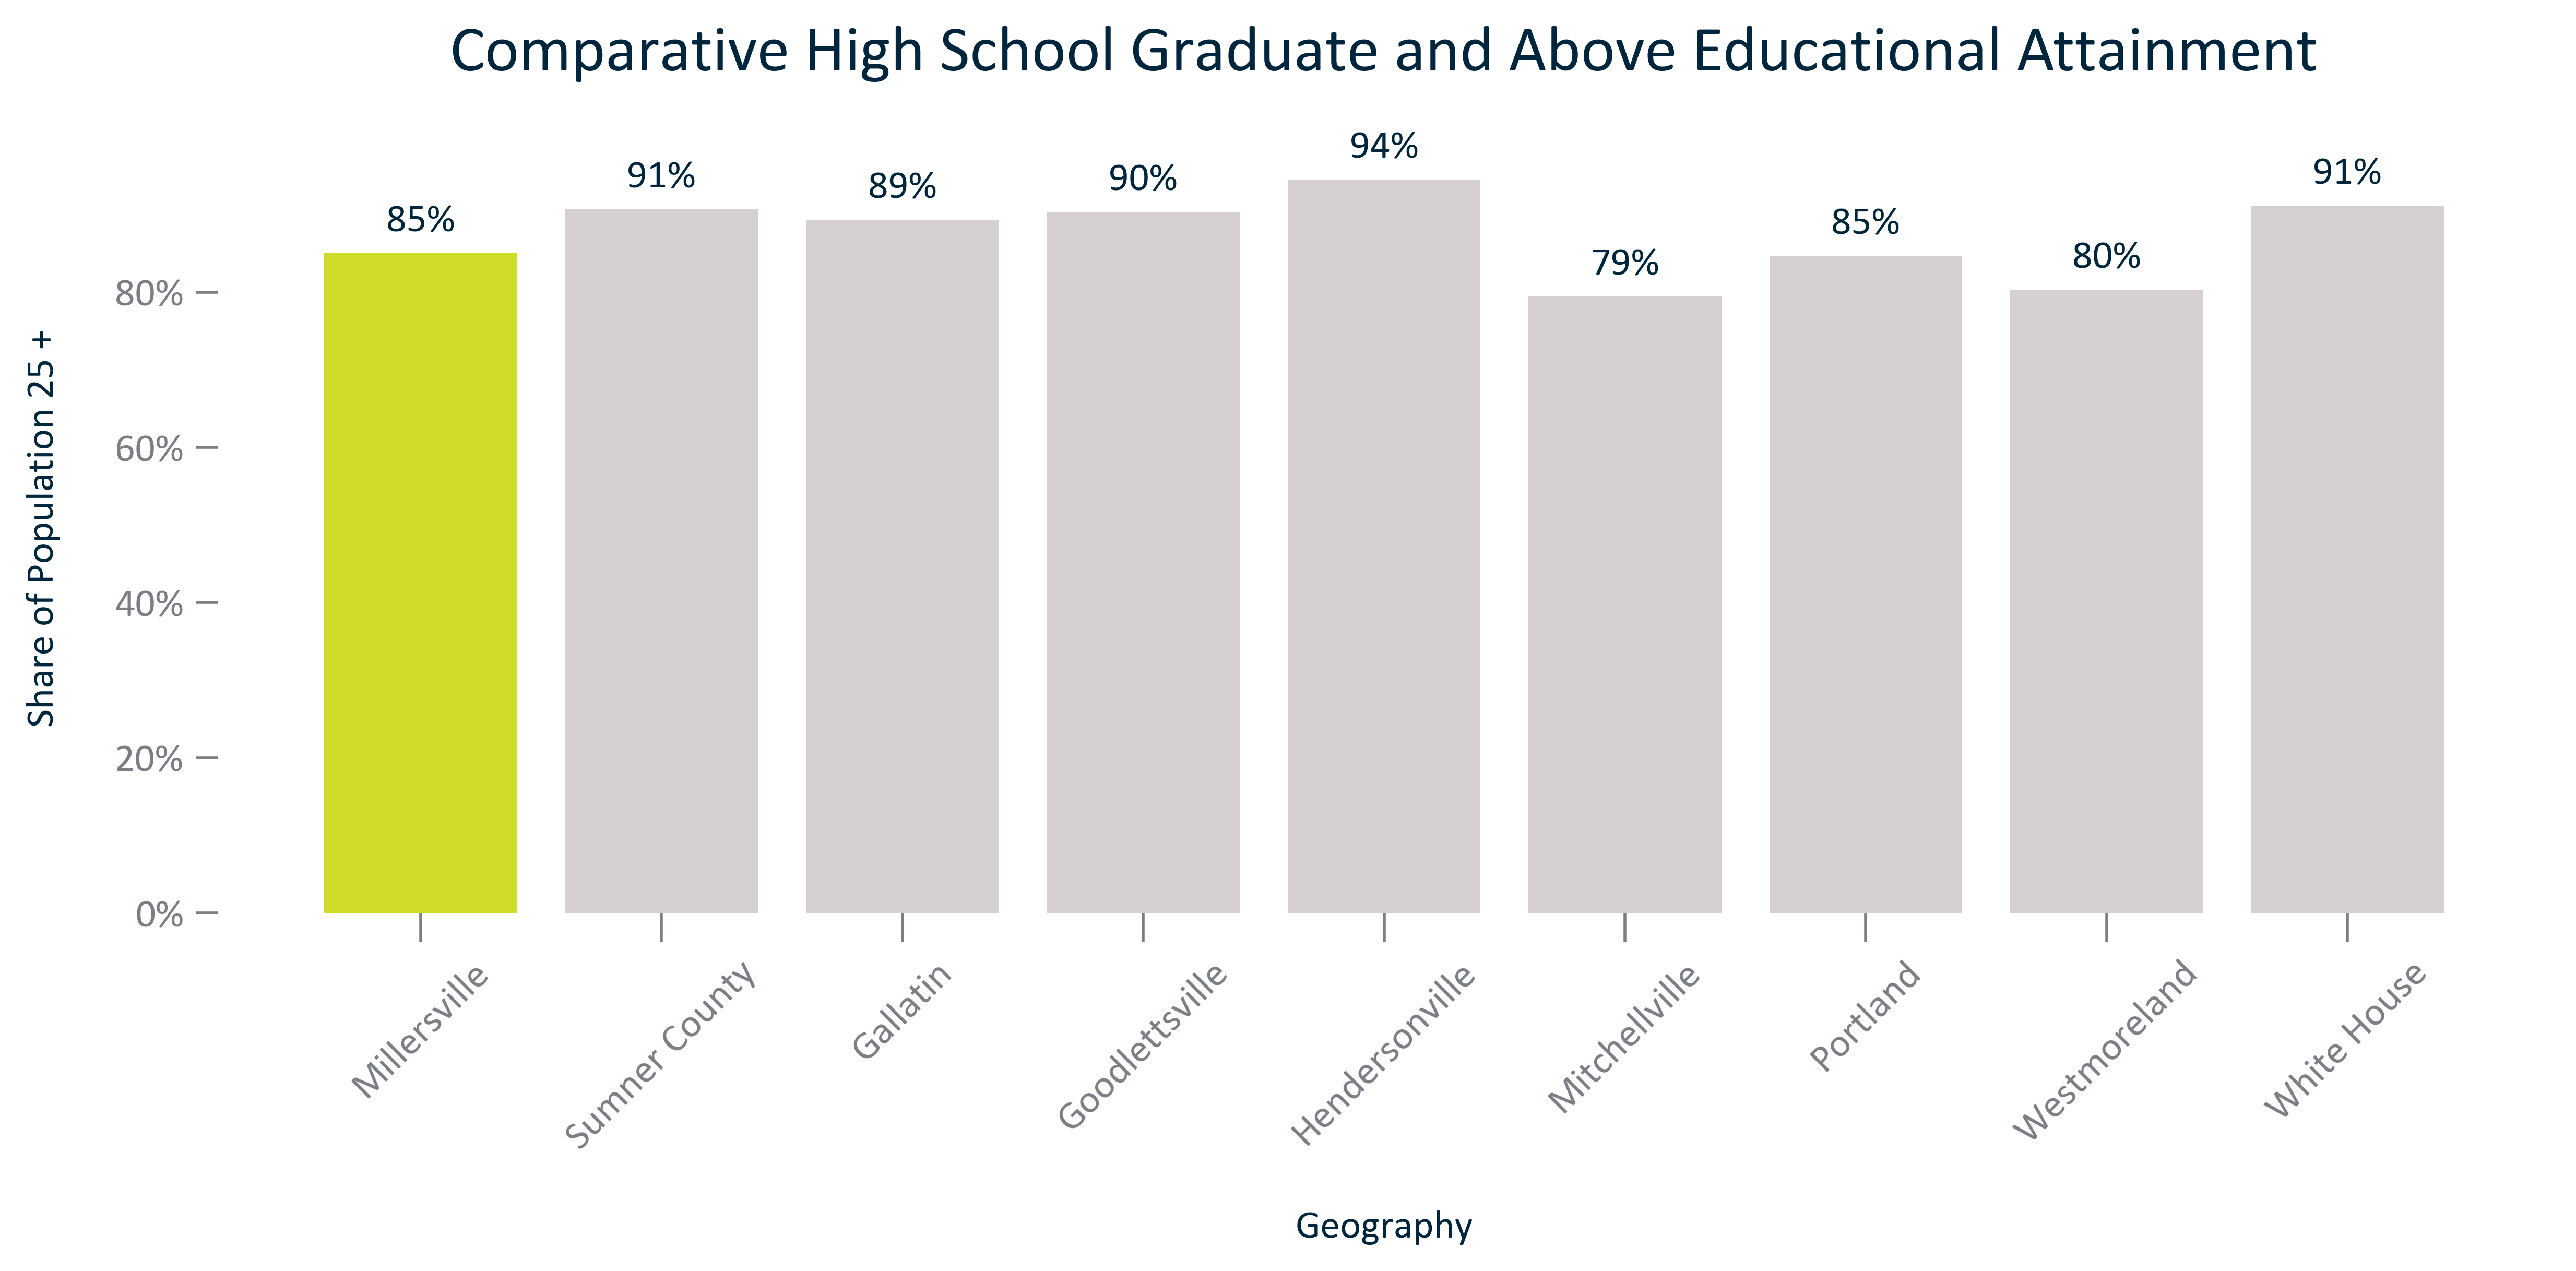 Comparative High School Graduate and Above Educational Attainment
94%
91%
91%
90%
89%
85%
85%
80%
79%
80%
60%
40%
20%
0%
Share of Population 25 +
Millersville
Sumner County
Gallatin
Goodlettsville
Hendersonville
Mitchellville
Portland
Westmoreland
White House
Geography